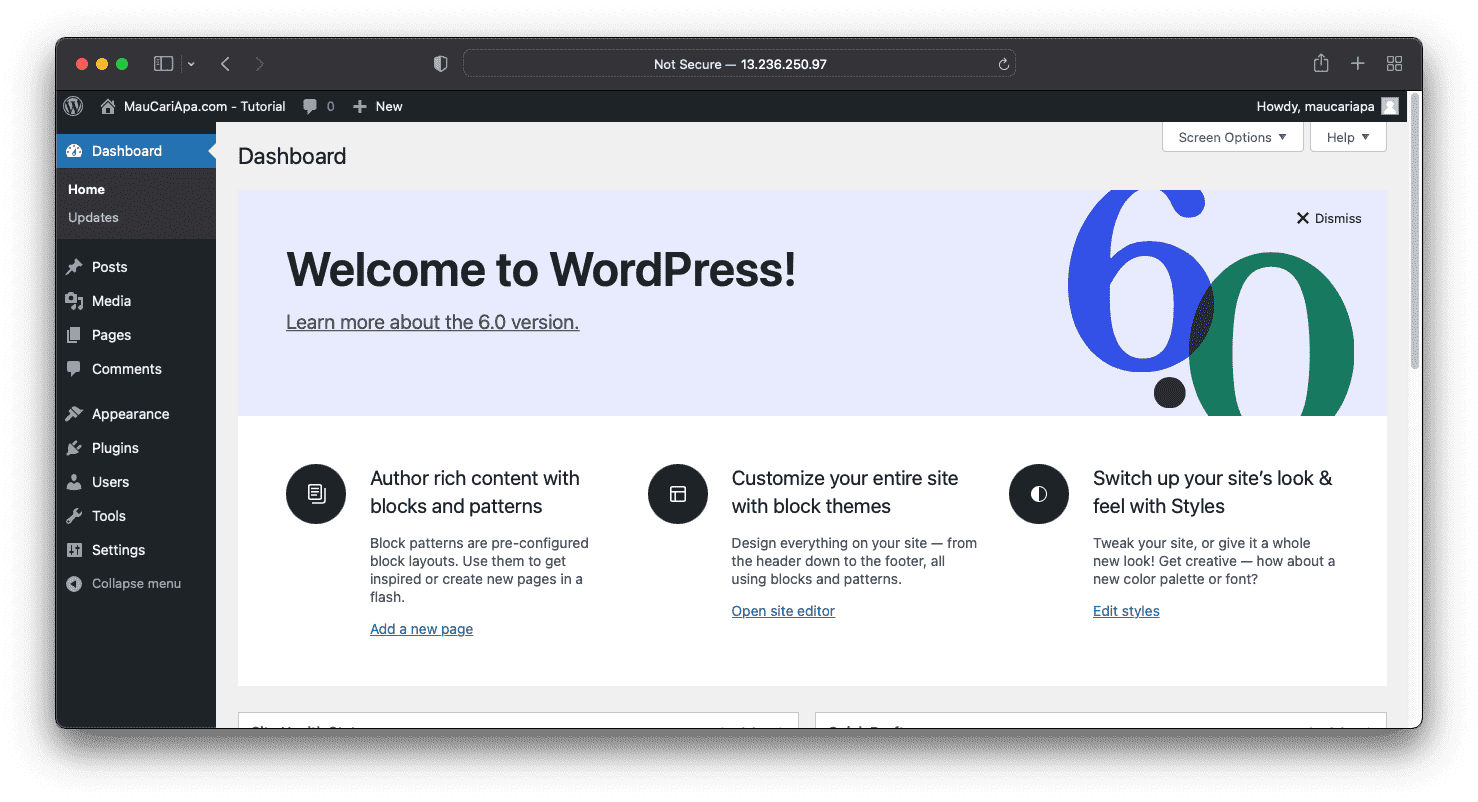 Not Secure — 13.236.250.97
MauCariApa.com - Tutorial 0 New Howdy, maucariapa
Screen Options Help
Dashboard
Home
Updates
Posts
Media
Pages
Comments
Appearance
Plugins
Users
Tools
Settings
Collapse menu
Dashboard
Dismiss
Welcome to WordPress!
Learn more about the 6.0 version.
6.0
Author rich content with
blocks and patterns
Block patterns are pre-configured
block layouts. Use them to get
inspired or create new pages in a
flash.
Add a new page
Customize your entire site
with block themes
Design everything on your site — from
the header down to the footer, all
using blocks and patterns.
Open site editor
Switch up your site’s look &
feel with Styles
Tweak your site, or give it a whole
new look! Get creative — how about a
new color palette or font?
Edit styles